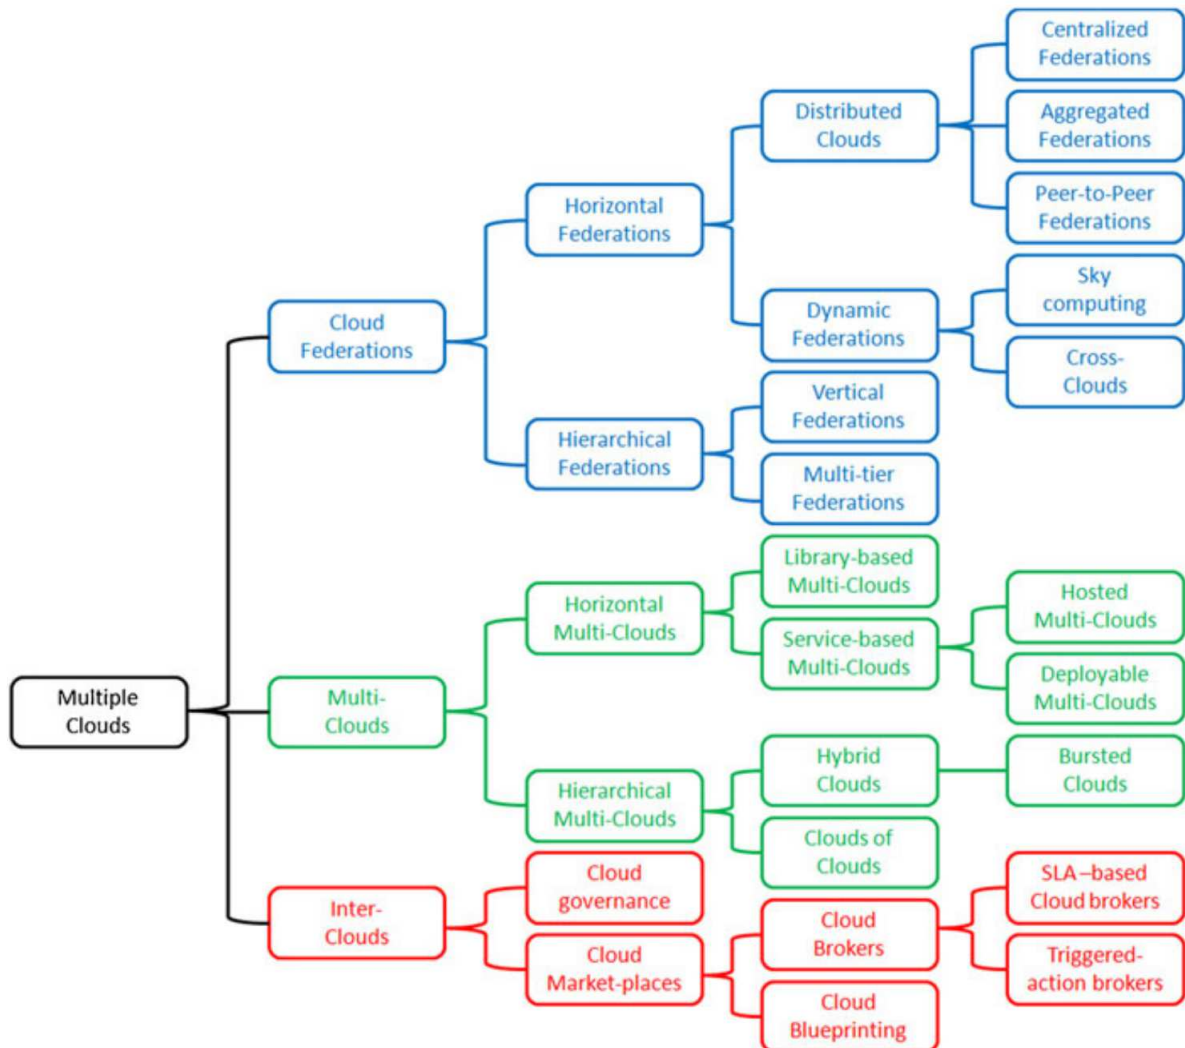 Centralized
Federations
Distributed
Clouds
Aggregated
Federations
Peer-to-Peer
Federations
Horizontal
Federations
Sky
computing
Dynamic
Federations
Cloud
Federations
Cross-
Clouds
Vertical
Federations
Hierarchical
Federations
Multi-tier
Federations
Library-based
Multi-Clouds
Horizontal
Multi-Clouds
Hosted
Multi-Clouds
Service-based
Multi-Clouds
Deployable
Multi-Clouds
Multiple
Clouds
Multi-
Clouds
Hybrid
Clouds
Bursted
Clouds
Hierarchical
Multi-Clouds
Clouds of
Clouds
Cloud
governance
SLA –based
Cloud brokers
Inter-
Clouds
Cloud
Brokers
Cloud
Market-places
Triggered-
action brokers
Cloud
Blueprinting